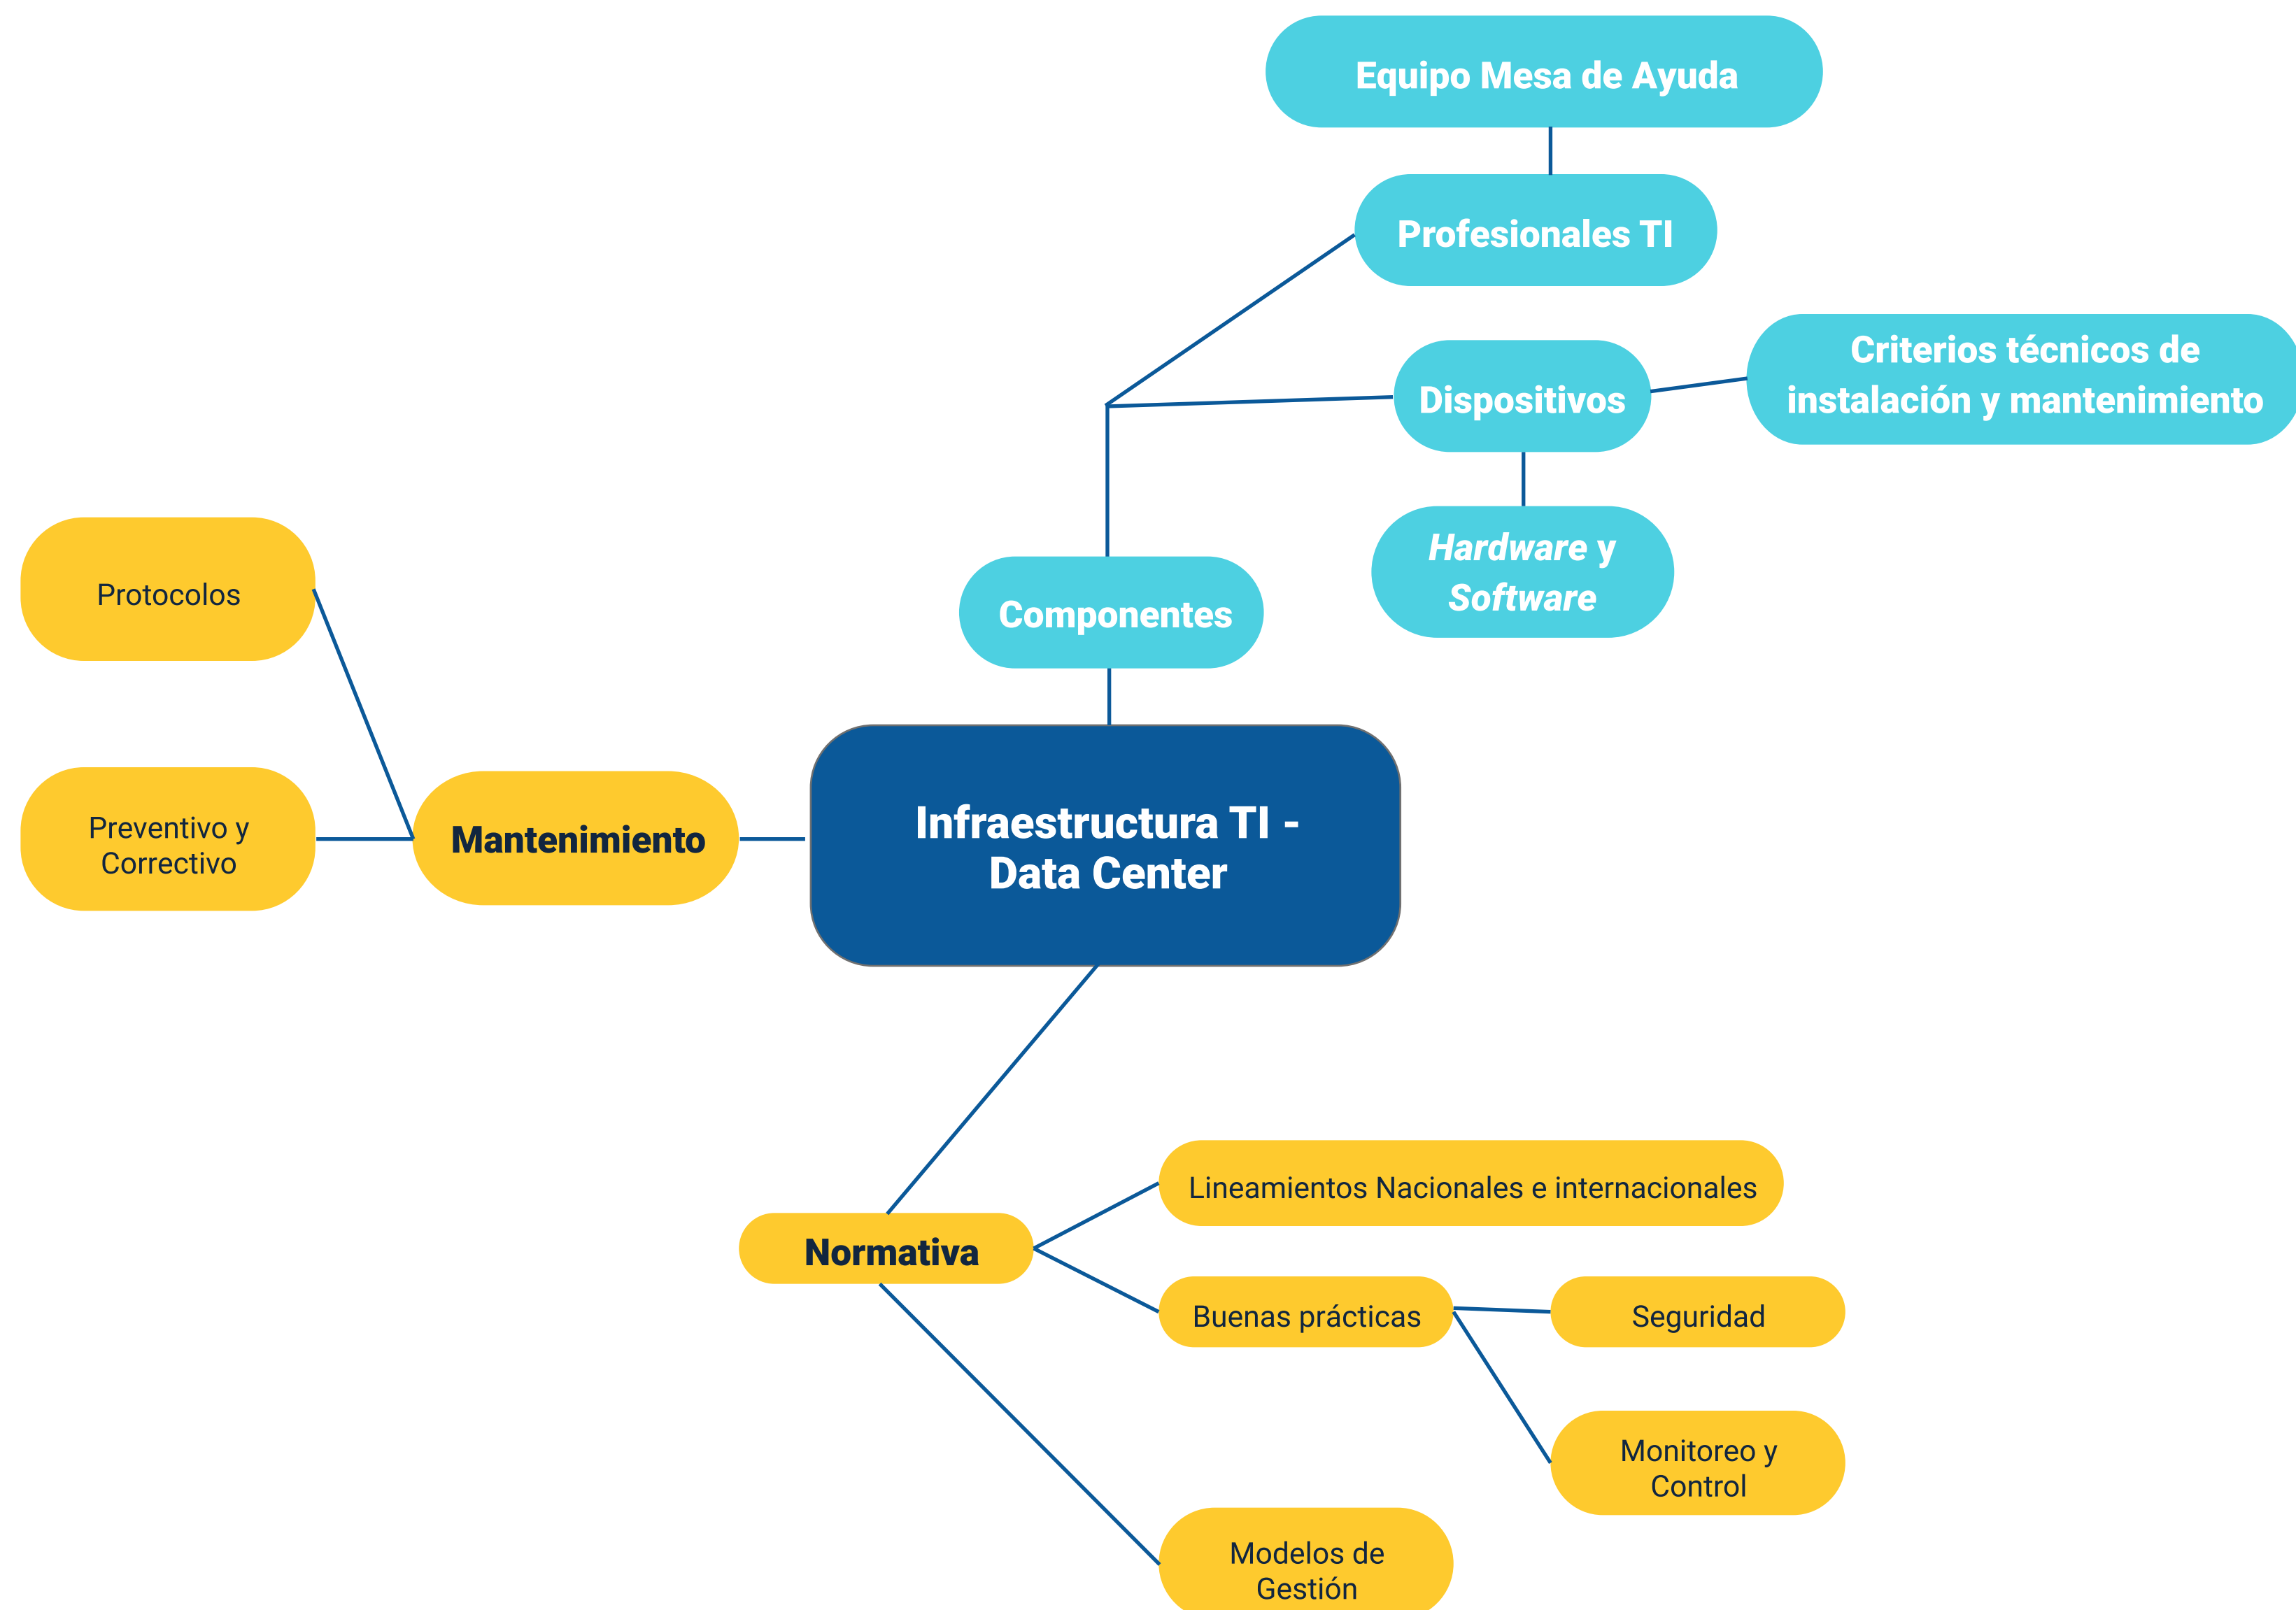 Equipo Mesa de Ayuda
Profesionales TI
Criterios técnicos de
instalación y mantenimiento
Dispositivos
Hardware y
Software
Componentes
Protocolos
Preventivo y
Correctivo
Mantenimiento
Infraestructura TI -
Data Center
Lineamientos Nacionales e internacionales
Normativa
Buenas prácticas
Seguridad
Monitoreo y
Control
Modelos de
Gestión